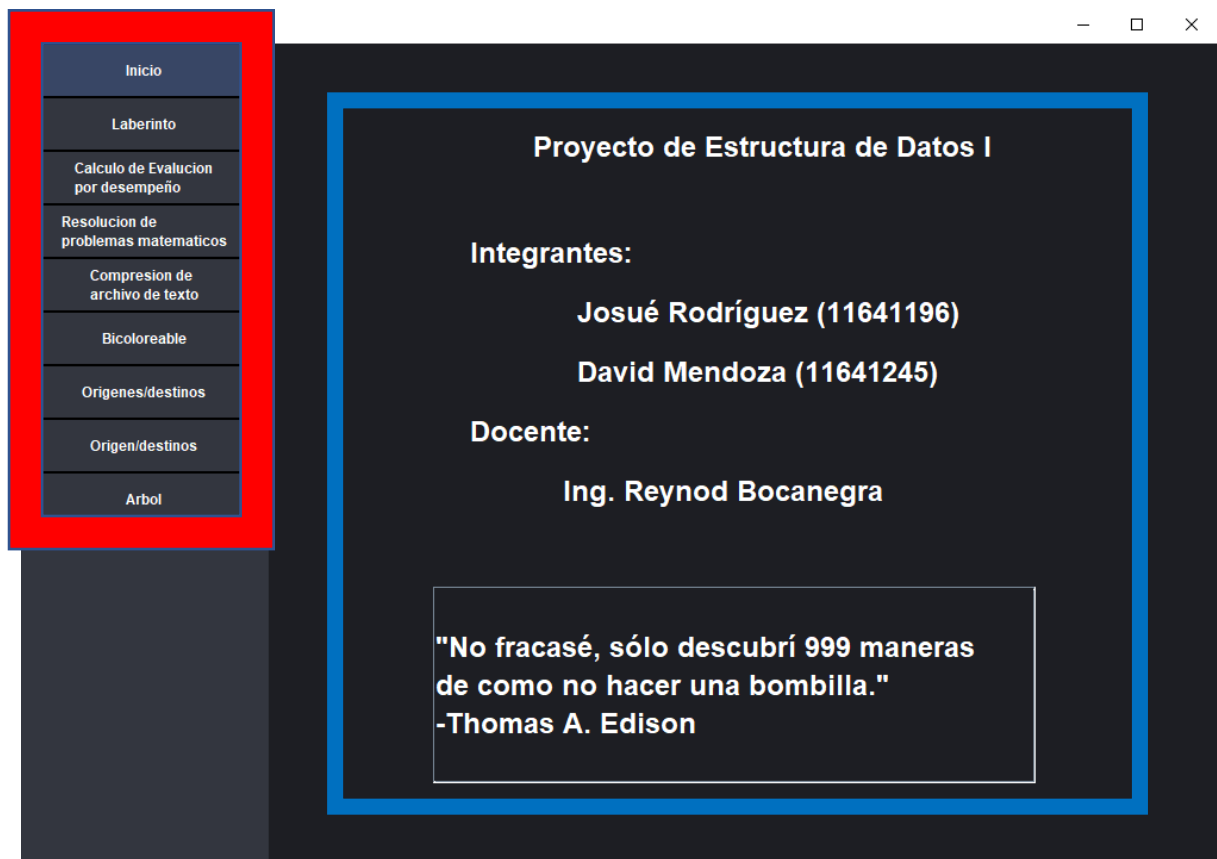 Inicio
Laberinto
Calculo de Evalucion
por desempeño
Resolucion de
problemas matematicos
Compresion de
archivo de texto
Bicoloreable
Origenes/destinos
Origen/destinos
Arbol
Proyecto de Estructura de Datos I
Integrantes:
Josué Rodríguez (11641196)
David Mendoza (11641245)
Docente:
Ing. Reynod Bocanegra
"No fracasé, sólo descubrí 999 maneras
de como no hacer una bombilla."
-Thomas A. Edison